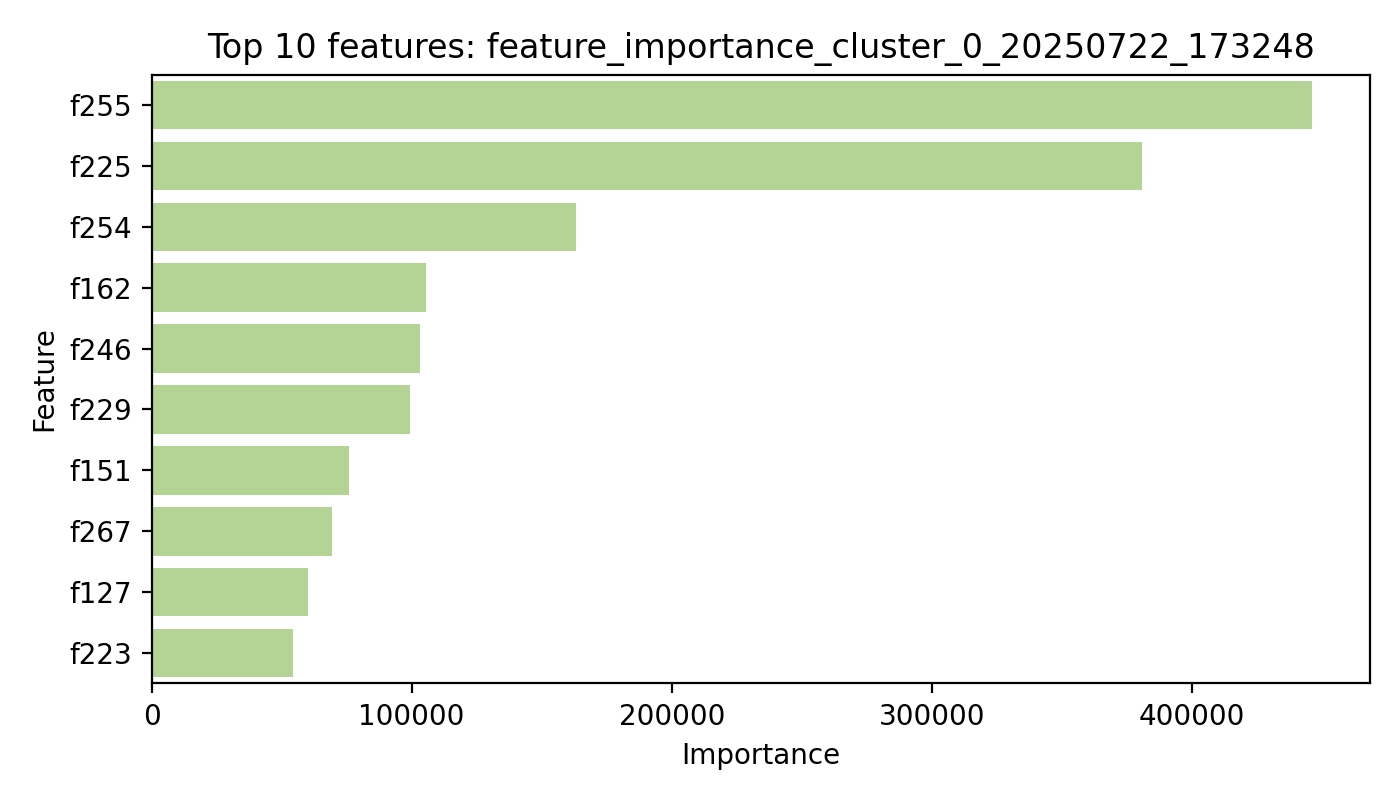 Top 10 features: feature_importance_cluster_0_20250722_173248
f255
f225
f254
f162
f246
f229
f151
f267
f127
f223
Feature
0 100000 200000 300000 400000
Importance